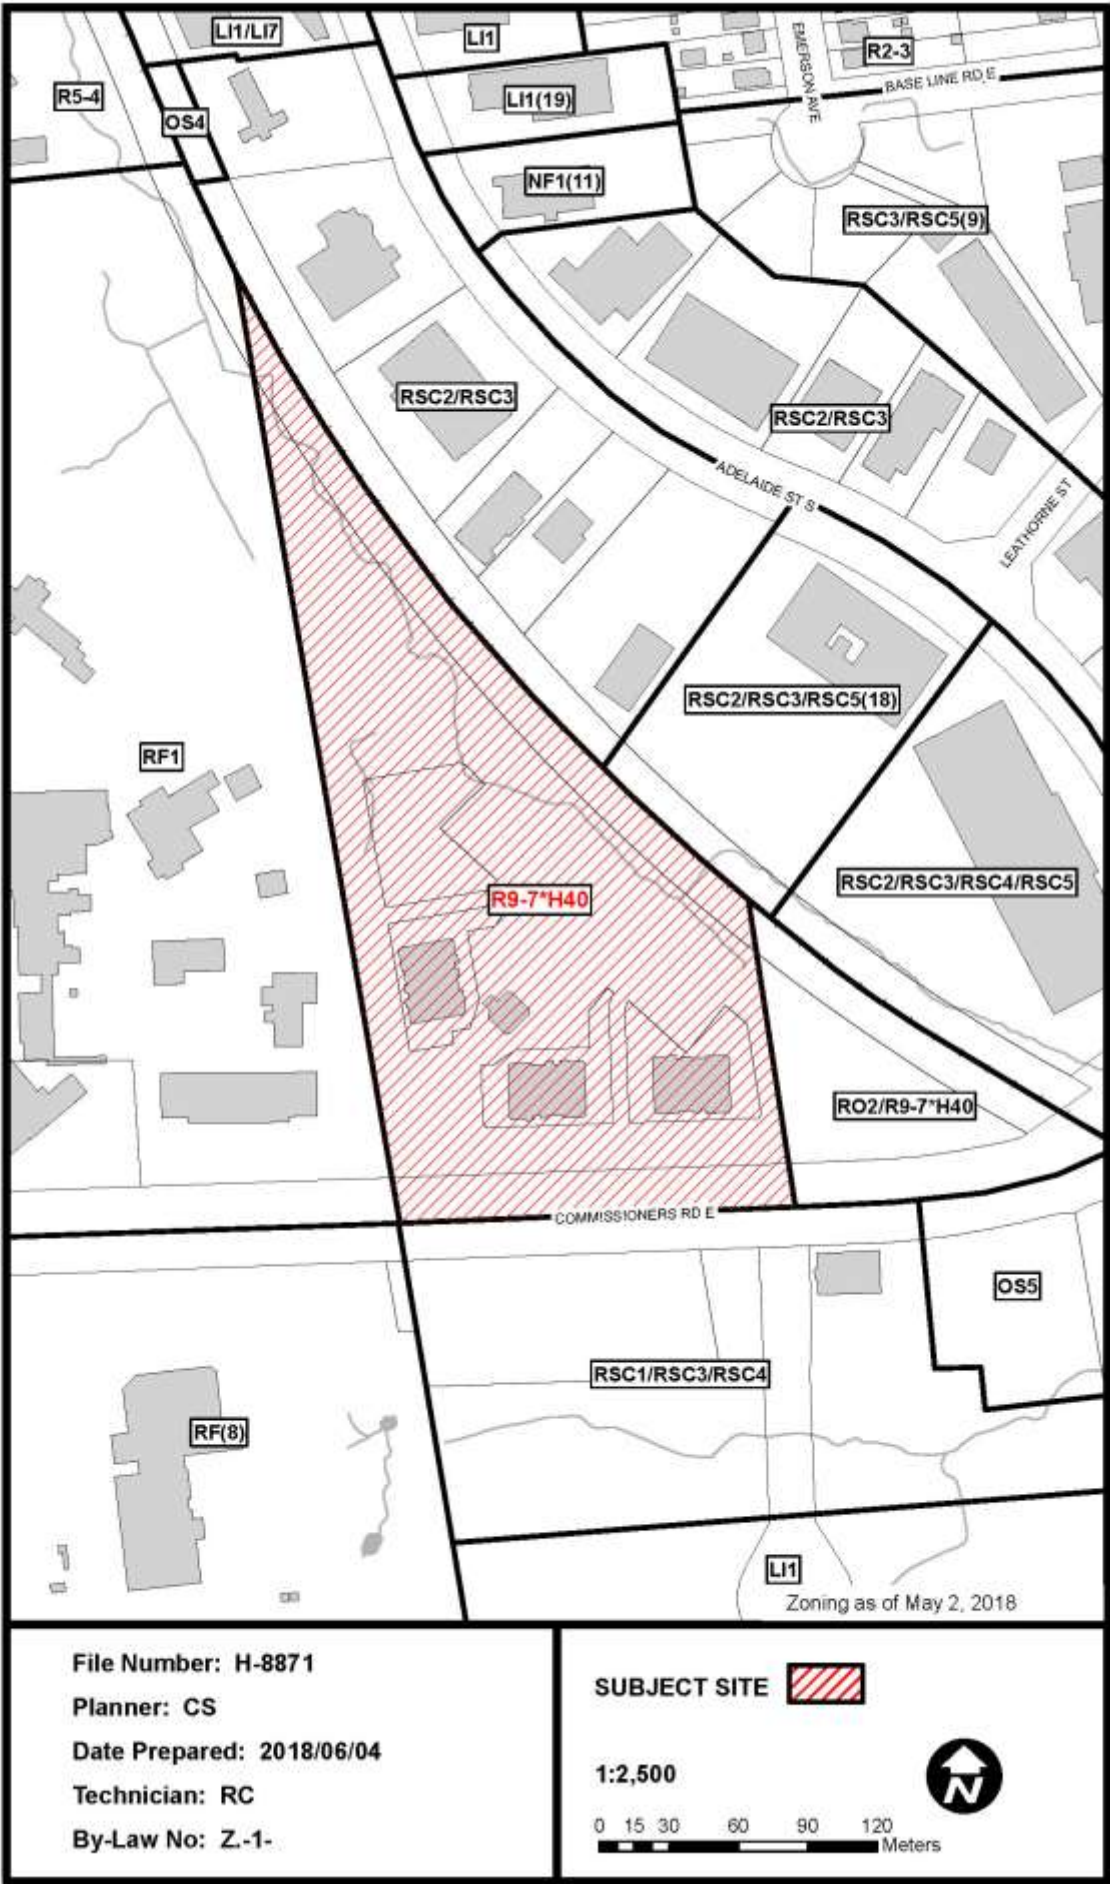 LI1/LI7
LI1
R2-3
EMERSON AVE
BASE LINE RD E
R5-4
LI1(19)
OS4
NF1(11)
RSC3/RSC5(9)
RSC2/RSC3
RSC2/RSC3
ADELAIDE ST S
LEATHORNE ST
RSC2/RSC3/RSC5(18)
RF1
RSC2/RSC3/RSC4/RSC5
R9-7*H40
RO2/R9-7*H40
COMMISSIONERS RD E
OS5
RSC1/RSC3/RSC4
RF(8)
LI1
Zoning as of May 2, 2018
File Number: H-8871
Planner: CS
Date Prepared: 2018/06/04
Technician: RC
By-Law No: Z.-1-
SUBJECT SITE
1:2,500
N
0 15 30 60 90 120
Meters